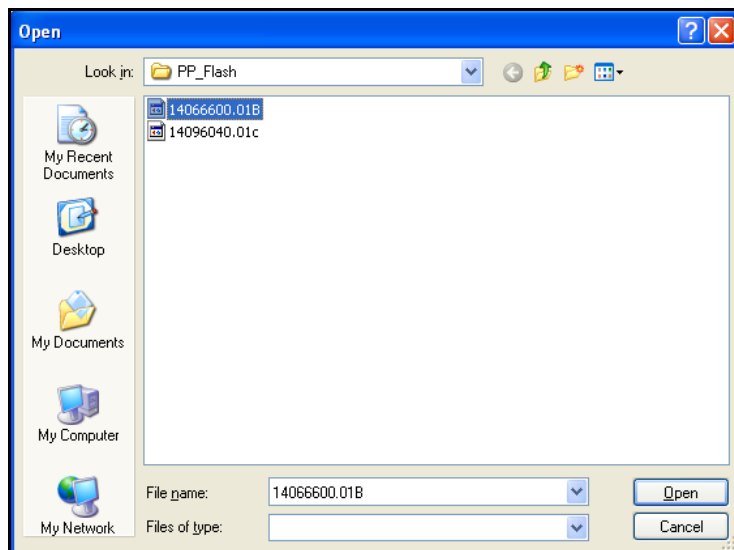 Open
Look in: PP_Flash
14066600.01B
14096040.01c
My Recent
Documents
Desktop
My Documents
My Computer
My Network
File name: 14066600.01B Open
Files of type: Cancel